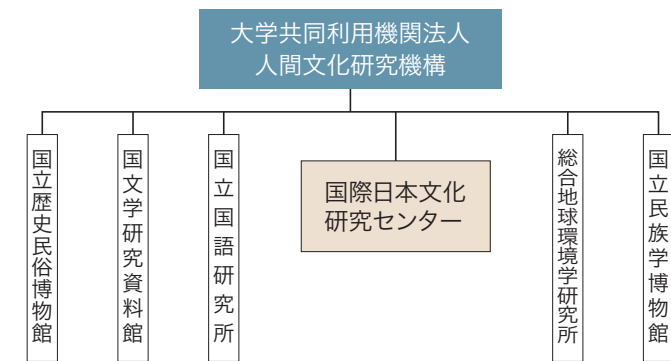 大学共同利用機関法人
人間文化研究機構
国立歴史民俗博物館
国文学研究資料館
国立国語研究所
国際日本文化
研究センター
総合地球環境学研究所
国立民族学博物館